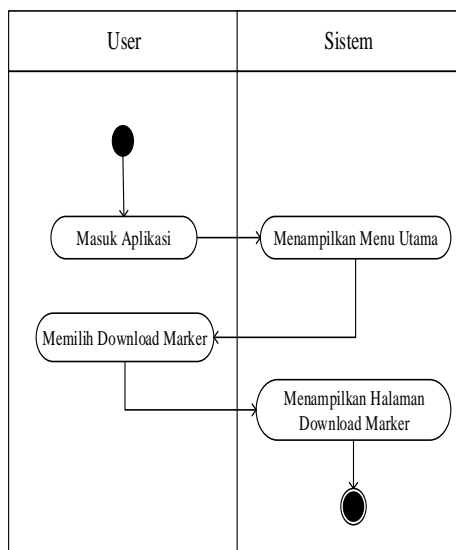 User
Sistem
Masuk Aplikasi
Menampilkan Menu Utama
Memilih Download Marker
Menampilkan Halaman
Download Marker